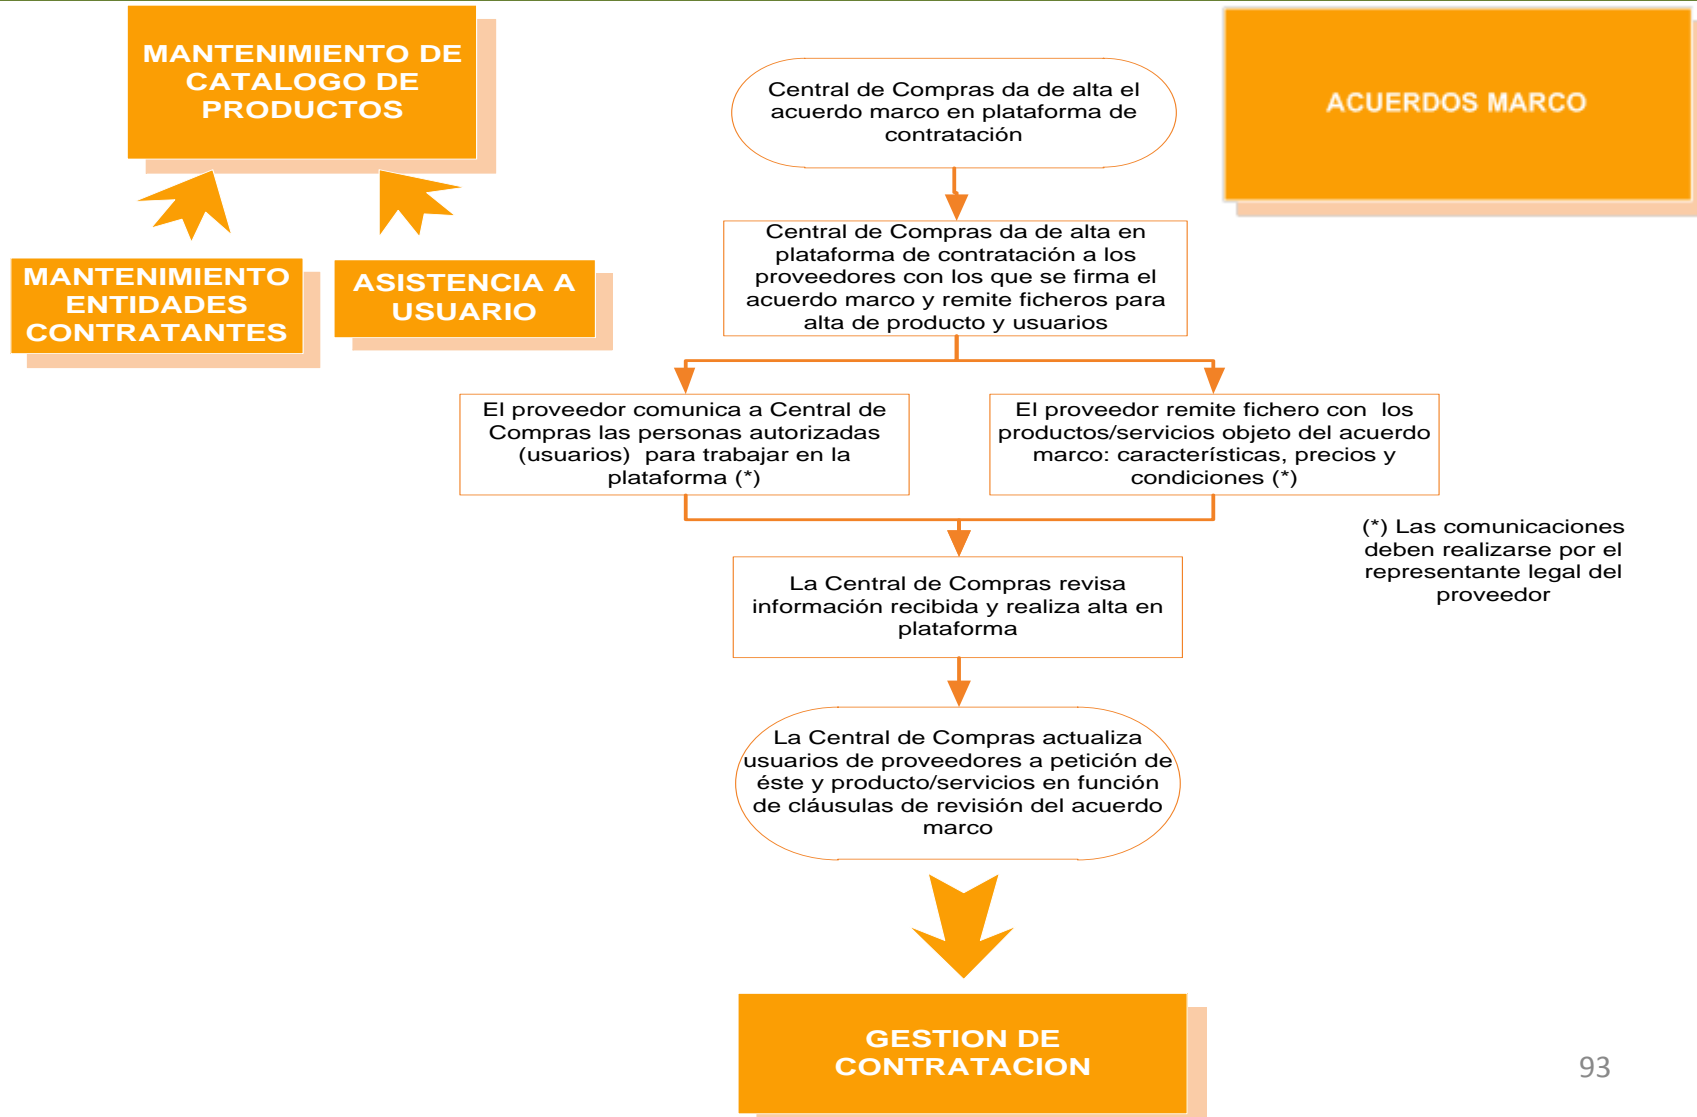 MANTENIMIENTO DE
CATALOGO DE
PRODUCTOS
ACUERDOS MARCO
Central de Compras da de alta el
acuerdo marco en plataforma de
contratación
MANTENIMIENTO
ENTIDADES
CONTRATANTES
ASISTENCIA A
USUARIO
Central de Compras da de alta en
plataforma de contratación a los
proveedores con los que se firma el
acuerdo marco y remite ficheros para
alta de producto y usuarios
El proveedor comunica a Central de
Compras las personas autorizadas
(usuarios) para trabajar en la
plataforma (*)
El proveedor remite fichero con los
productos/servicios objeto del acuerdo
marco: características, precios y
condiciones (*)
(*) Las comunicaciones
deben realizarse por el
representante legal del
proveedor
La Central de Compras revisa
información recibida y realiza alta en
plataforma
La Central de Compras actualiza
usuarios de proveedores a petición de
éste y producto/servicios en función
de cláusulas de revisión del acuerdo
marco
GESTION DE
CONTRATACION
93